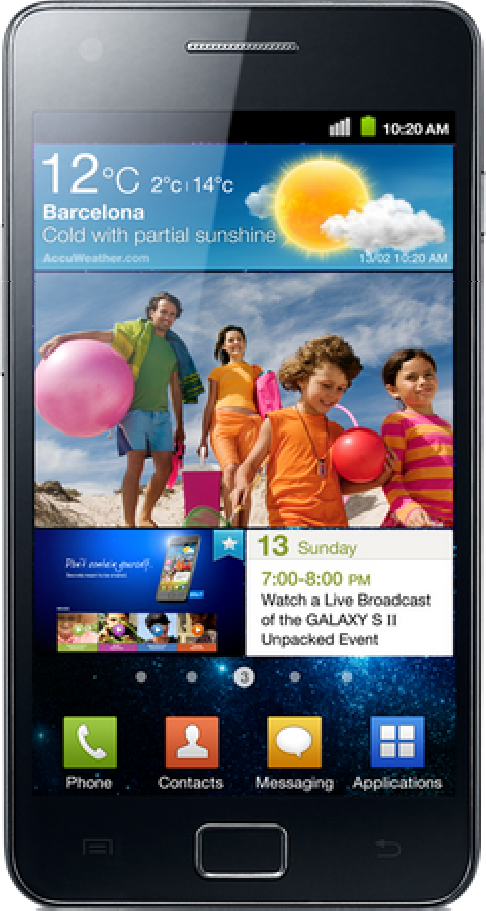 10:20 AM
12°C 2°C | 14°C
Barcelona
Cold with partial sunshine
AccuWeather.com 13/02 10:20 AM
Don't contain yourself.
13 Sunday
7:00-8:00 PM
Watch a Live Broadcast
of the GALAXY S II
Unpacked Event
3
Phone Contacts Messaging Applications